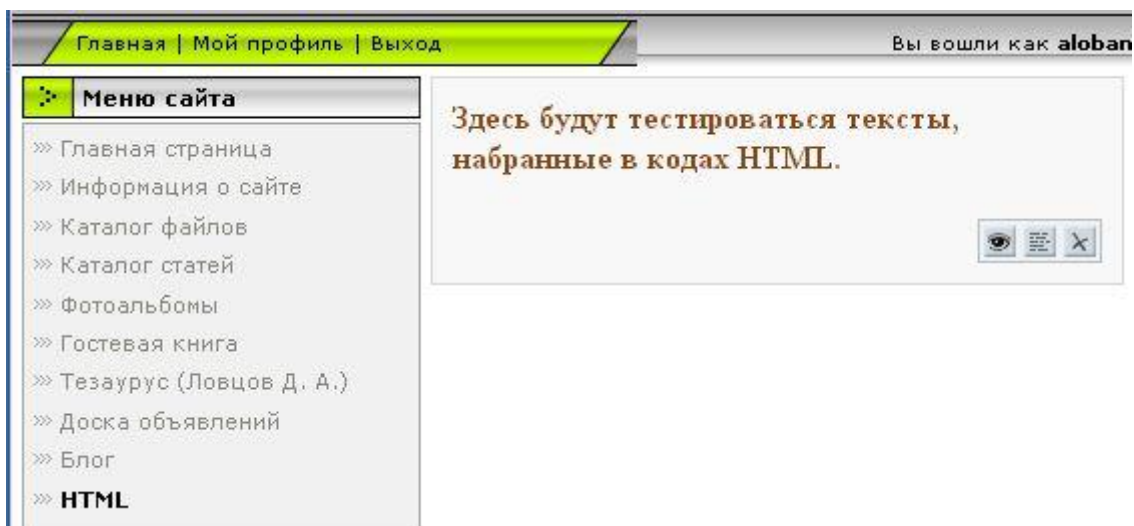 Главная | Мой профиль | Выход
Вы вошли как aloban
Меню сайта
Главная страница
Информация о сайте
Каталог файлов
Каталог статей
Фотоальбомы
Гостевая книга
Тезаурус (Ловцов Д. А.)
Доска объявлений
Блог
HTML
Здесь будут тестироваться тексты,
набранные в кодах HTML.